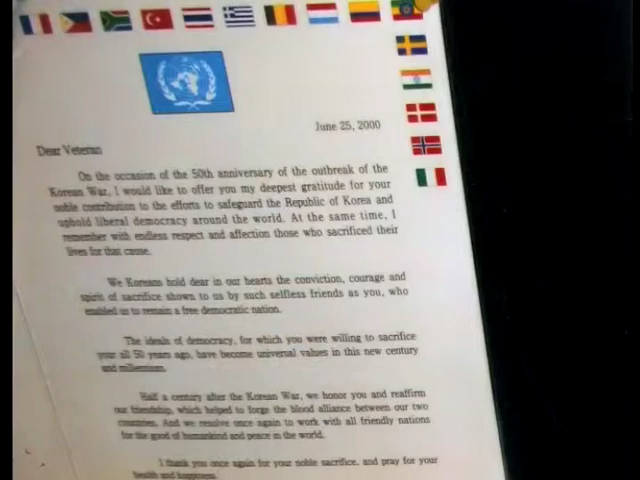 June 25, 2000
Dear Veteran
On the occasion of the 50th anniversary of the outbreak of the
Korean War, I would like to offer you my deepest gratitude for your
noble contribution to the efforts to safeguard the Republic of Korea and
uphold liberal democracy around the world. At the same time, I
remember with endless respect and affection those who sacrificed their
lives for that cause.
We Koreans hold dear in our hearts the conviction, courage and
spirit of sacrifice shown to us by such selfless friends as you, who
enabled us to remain a free democratic nation.
The ideals of democracy, for which you were willing to sacrifice
your all 50 years ago, have become universal values in this new century
and millennium.
Half a century after the Korean War, we honor you and reaffirm
our friendship, which helped to forge the blood alliance between our two
countries. And we resolve once again to work with all friendly nations
for the good of humankind and peace in the world.
I thank you once again for your noble sacrifice, and pray for your
health and happiness.